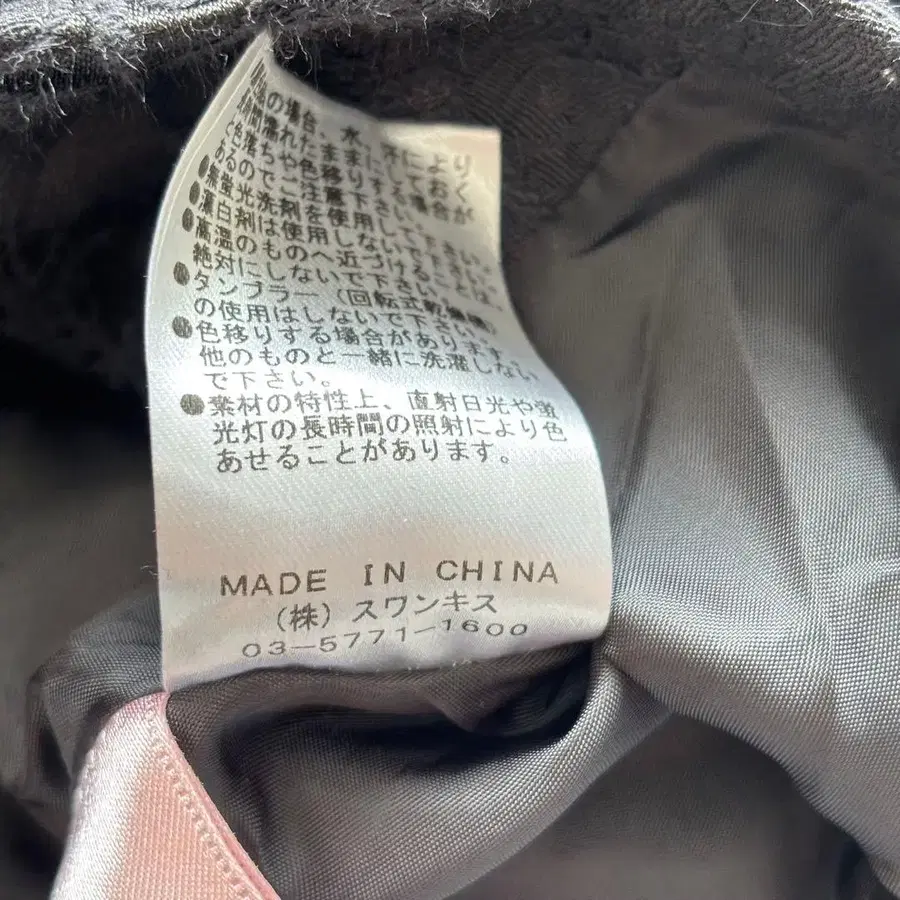 の場合、水、汗により
濡れたままにしておく
色落ちや色移りする場合が
あるのでご注意下さい。
●無蛍光洗剤を使用して下さい。
●漂白剤は使用しないで下さい。
●高温のものへ近づけることは、
絶対にしないで下さい。
●タンブラー(回転式乾燥機)
の使用はしないで下さい。
●色移りする場合があります。
他のものと一緒に洗濯しない
で下さい。
●素材の特性上、直射日光や蛍
光灯の長時間の照射により色
あせることがあります。
MADE IN CHINA
(株)スワンキス
03-5771-1600